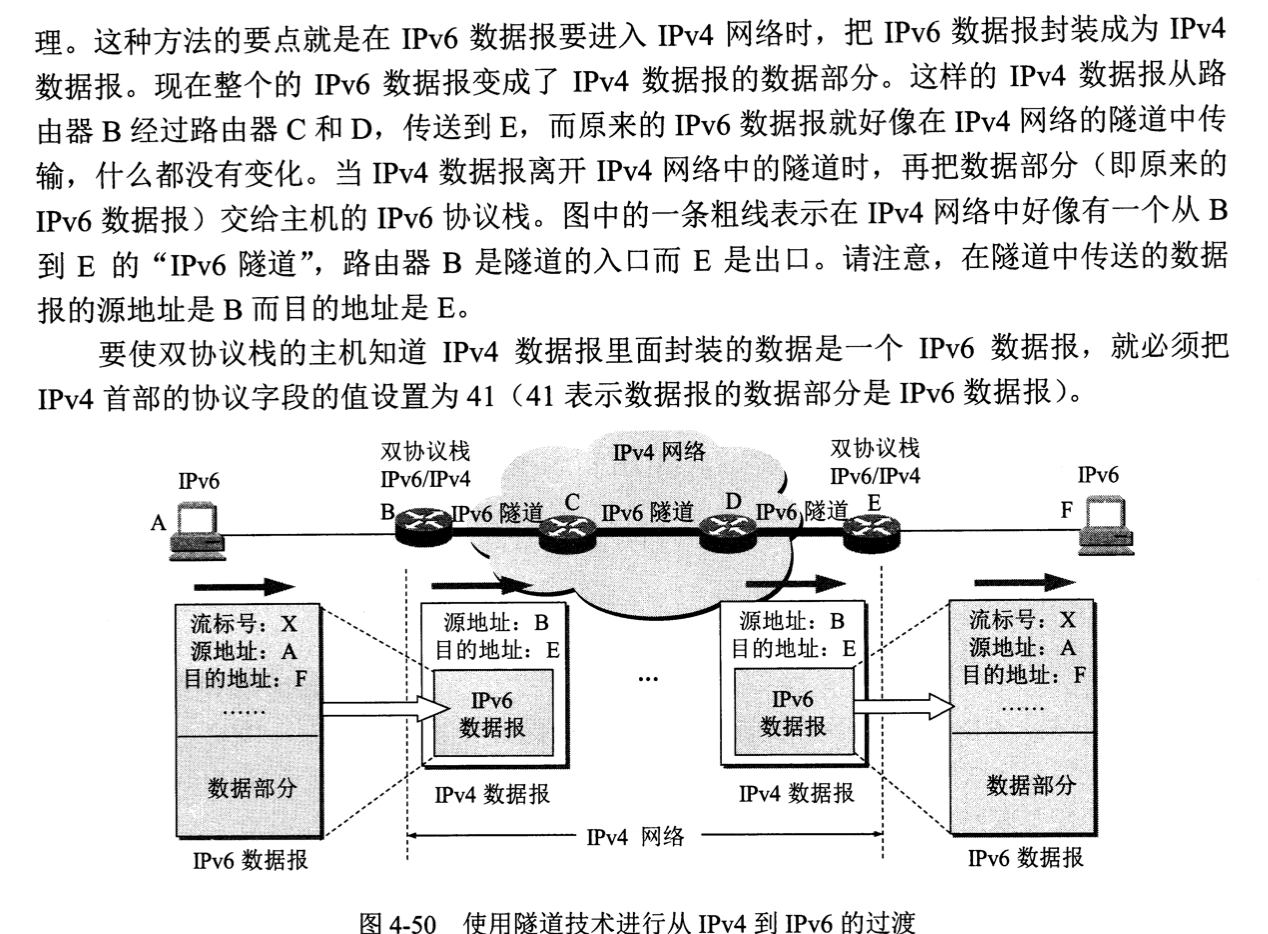 理。这种方法的要点就是在 IPv6 数据报要进入 IPv4 网络时，把 IPv6 数据报封装成为 IPv4
数据报。现在整个的 IPv6 数据报变成了 IPv4 数据报的数据部分。这样的 IPv4 数据报从路
由器 B 经过路由器 C 和 D，传送到 E，而原来的 IPv6 数据报就好像在 IPv4 网络的隧道中传
输，什么都没有变化。当 IPv4 数据报离开 IPv4 网络中的隧道时，再把数据部分（即原来的
IPv6 数据报）交给主机的 IPv6 协议栈。图中的一条粗线表示在 IPv4 网络中好像有一个从 B
到 E 的“IPv6 隧道”，路由器 B 是隧道的入口而 E 是出口。请注意，在隧道中传送的数据
报的源地址是 B 而目的地址是 E。
要使双协议栈的主机知道 IPv4 数据报里面封装的数据是一个 IPv6 数据报，就必须把
IPv4 首部的协议字段的值设置为 41（41 表示数据报的数据部分是 IPv6 数据报）。
双协议栈
IPv6/IPv4
IPv4 网络
双协议栈
IPv6/IPv4
IPv6
IPv6
A
B
IPv6 隧道
C
IPv6 隧道
D
IPv6 隧道
E
F
流标号：X
源地址：A
目的地址：F
……
数据部分
IPv6 数据报
源地址：B
目的地址：E
IPv6
数据报
IPv4 数据报
…
源地址：B
目的地址：E
IPv6
数据报
IPv4 数据报
流标号：X
源地址：A
目的地址：F
……
数据部分
IPv6 数据报
IPv4 网络
图 4-50 使用隧道技术进行从 IPv4 到 IPv6 的过渡